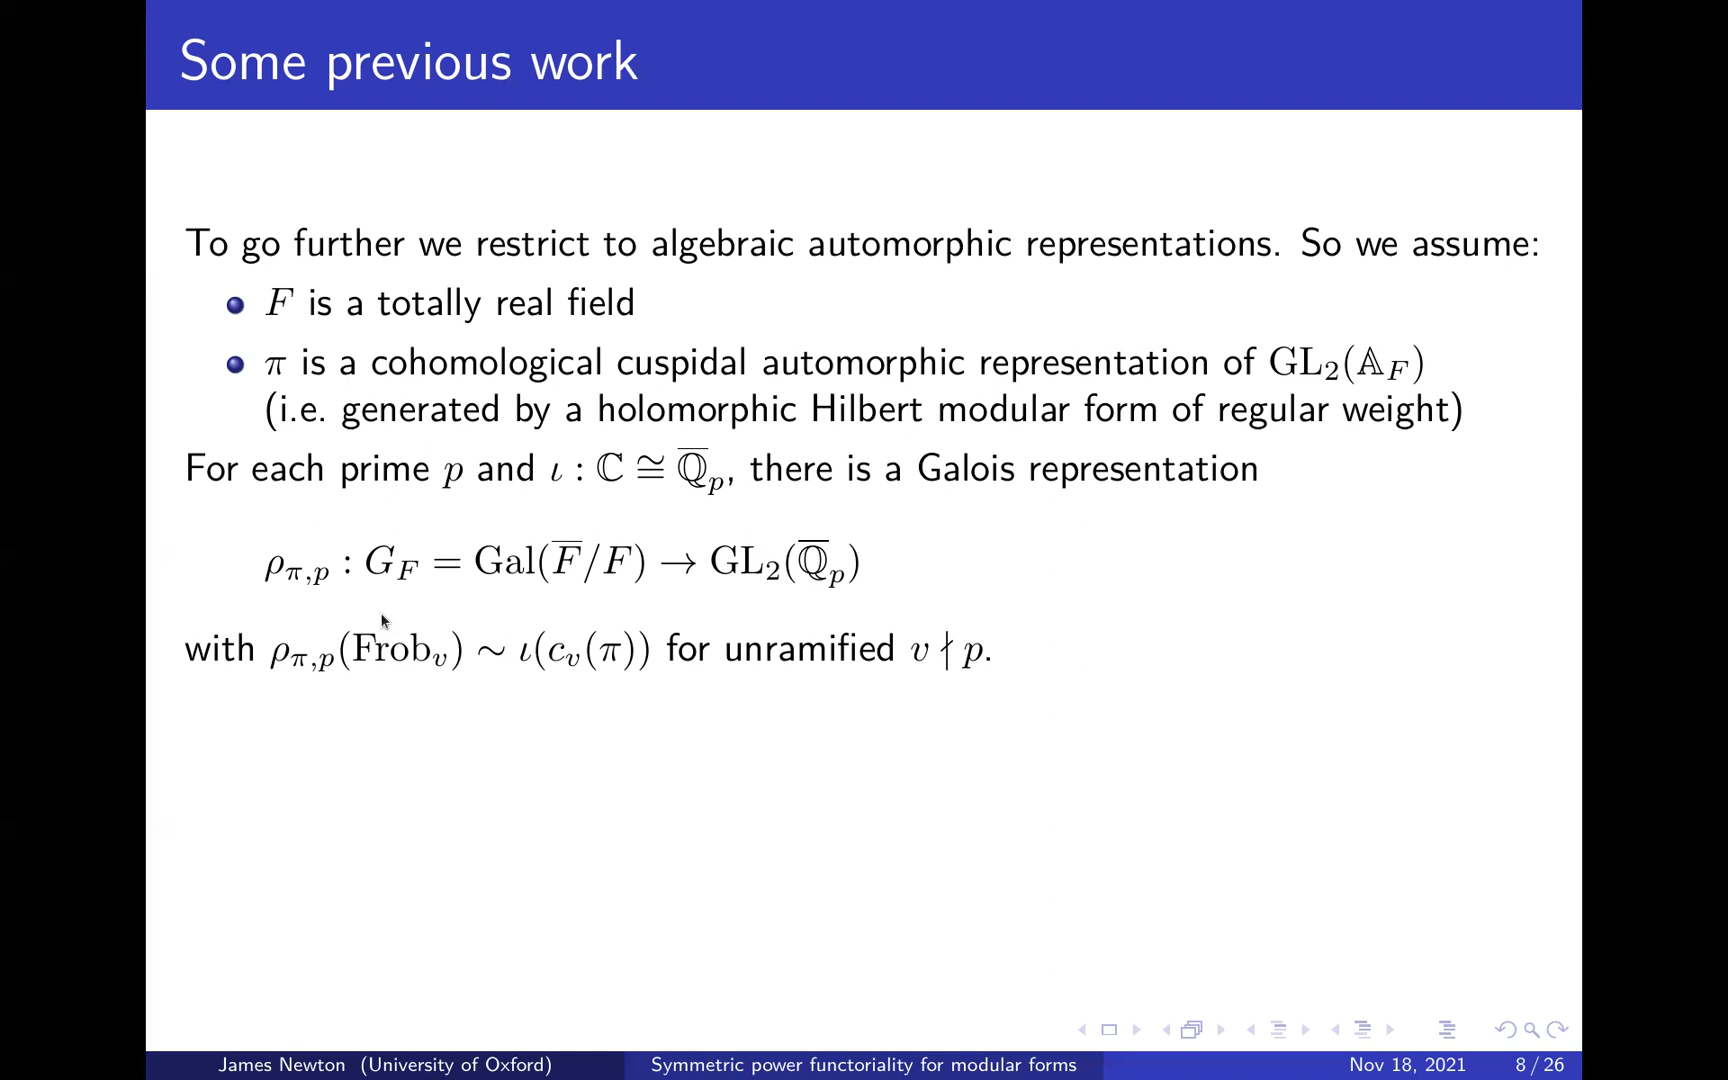 Some previous work
To go further we restrict to algebraic automorphic representations. So we assume:
F is a totally real field
π is a cohomological cuspidal automorphic representation of GL₂(𝔸_F)
(i.e. generated by a holomorphic Hilbert modular form of regular weight)
For each prime p and ι : ℂ ≅ ℚ̅_p, there is a Galois representation
ρ_{π,p} : G_F = Gal(F̅/F) → GL₂(ℚ̅_p)
with ρ_{π,p}(Frob_v) ∼ ι(c_v(π)) for unramified v ∤ p.
James Newton (University of Oxford) Symmetric power functoriality for modular forms Nov 18, 2021 8 / 26